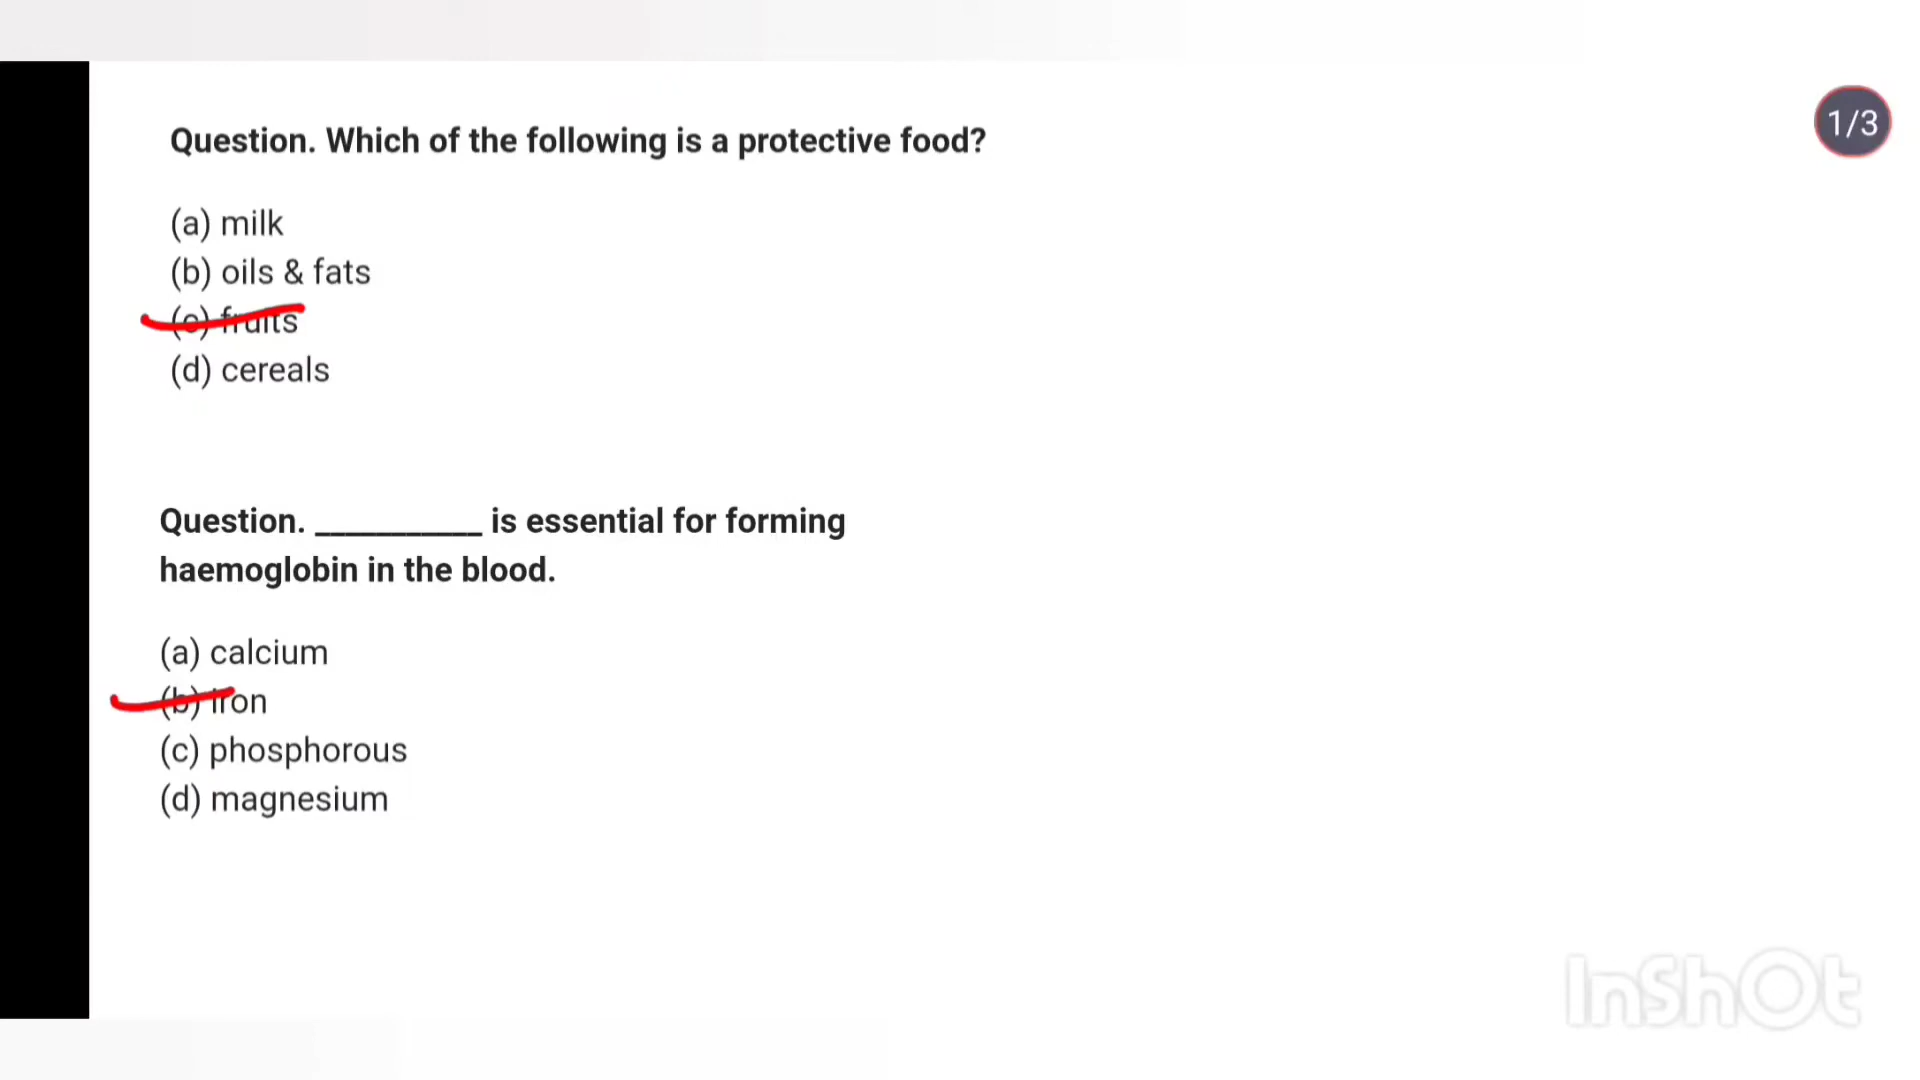 1/3
Question. Which of the following is a protective food?
(a) milk
(b) oils & fats
(c) fruits
(d) cereals
Question. __________ is essential for forming
haemoglobin in the blood.
(a) calcium
(b) iron
(c) phosphorous
(d) magnesium
InShOt